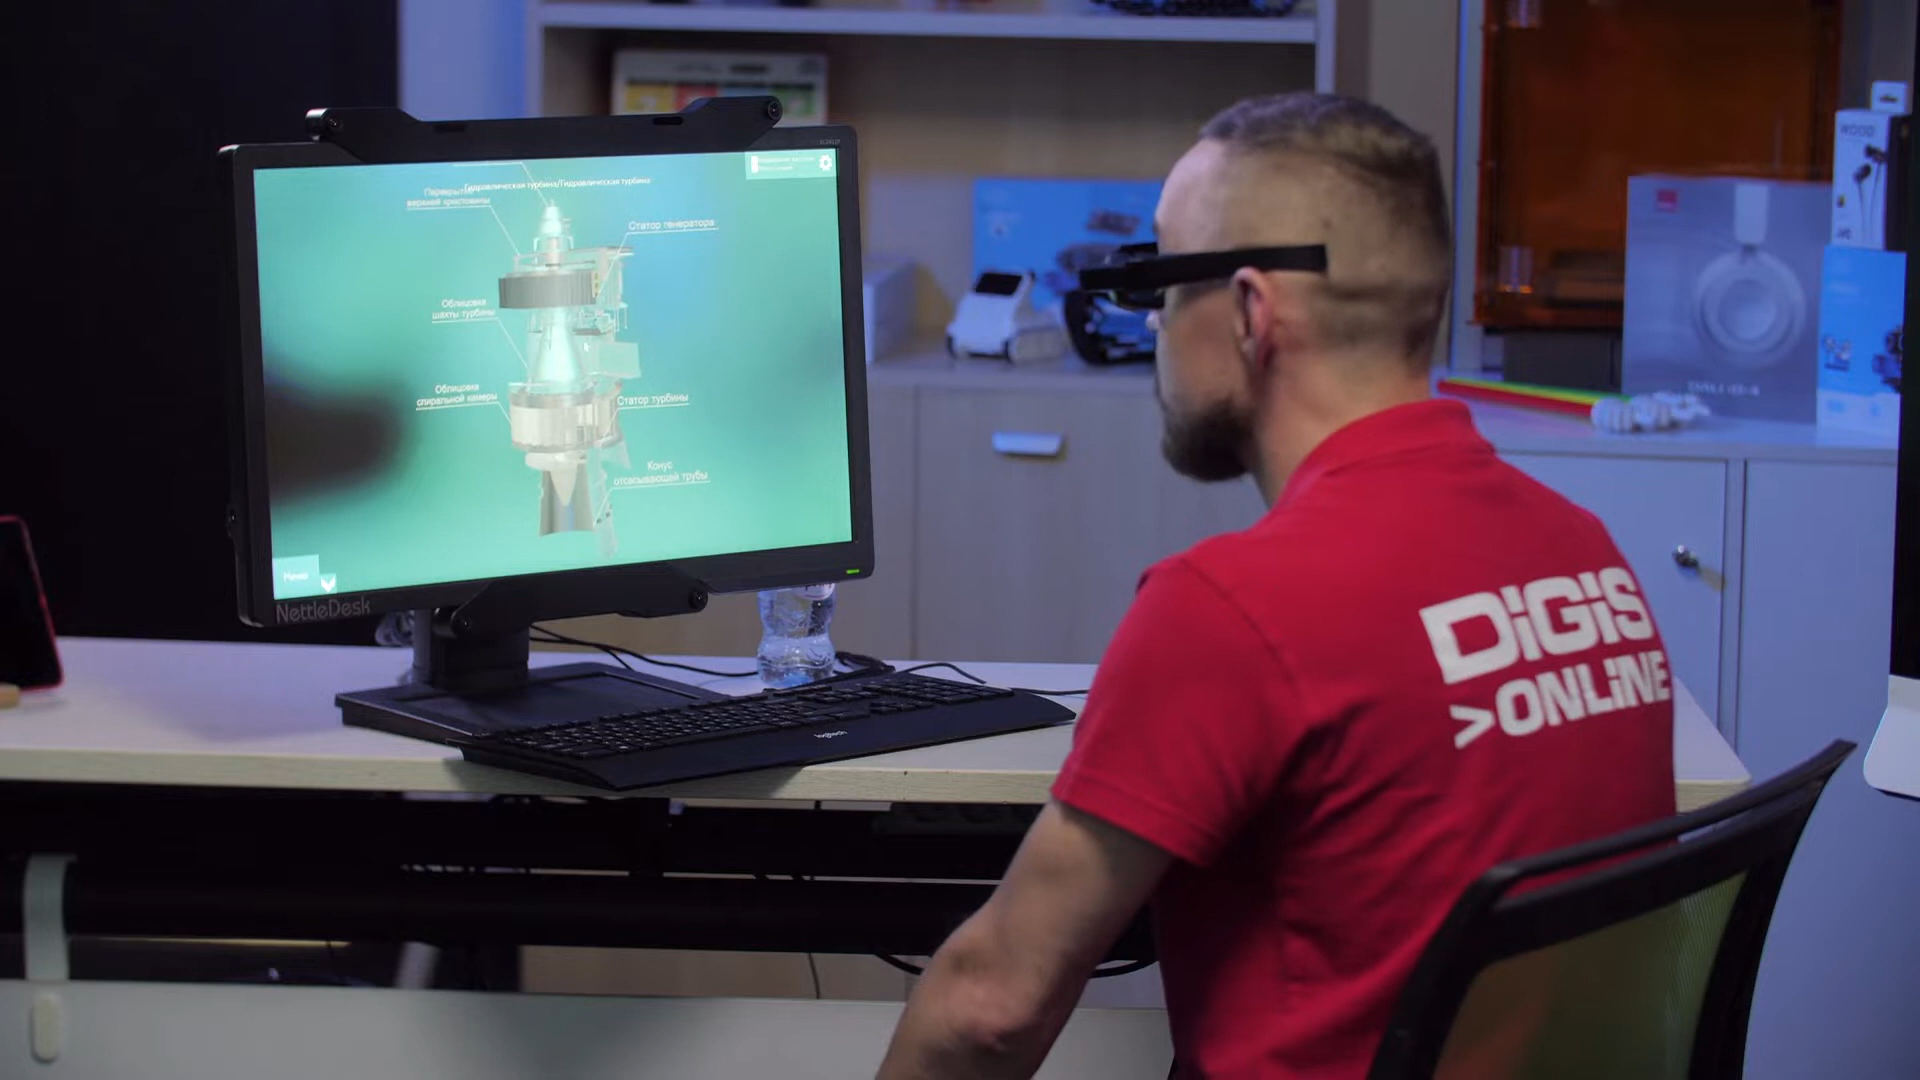 Гидравлическая турбина/Гидравлическая турбина
верхней крестовины
Статор генератора
Облицовка
шахты турбины
Облицовка
спиральной камеры
Статор турбины
Конус
отсасывающей трубы
Меню
NettleDesk
logitech
DiGiS
>ONLiNE
WOOD